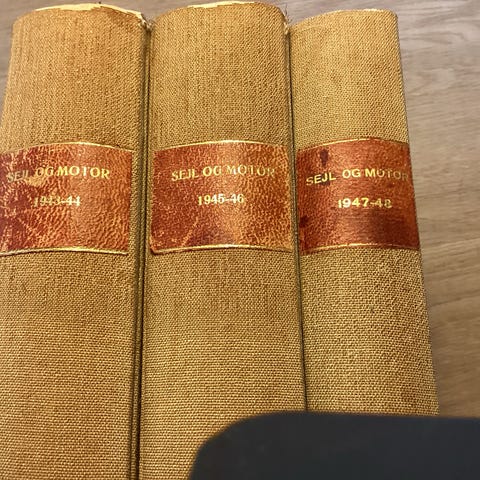 SEJL OG MOTOR
1943-44
SEJL OG MOTOR
1945-46
SEJL OG MOTOR
1947-48